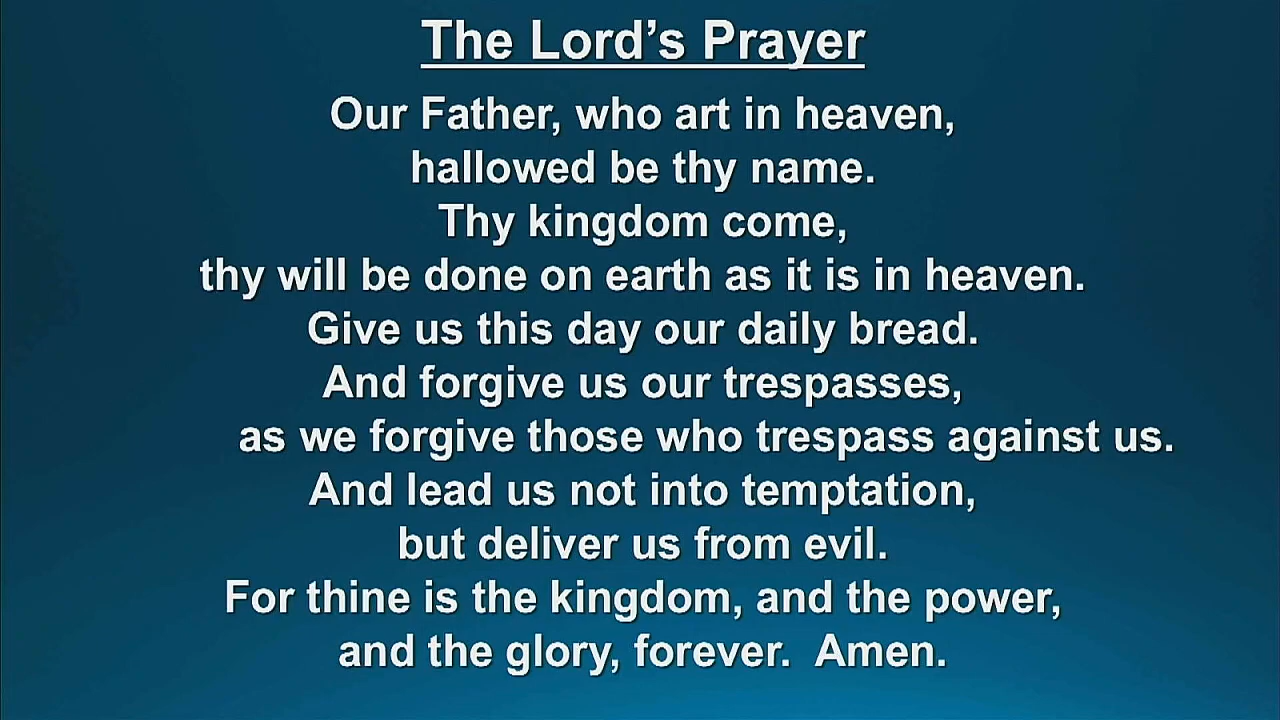 The Lord’s Prayer
Our Father, who art in heaven,
hallowed be thy name.
Thy kingdom come,
thy will be done on earth as it is in heaven.
Give us this day our daily bread.
And forgive us our trespasses,
as we forgive those who trespass against us.
And lead us not into temptation,
but deliver us from evil.
For thine is the kingdom, and the power,
and the glory, forever.  Amen.